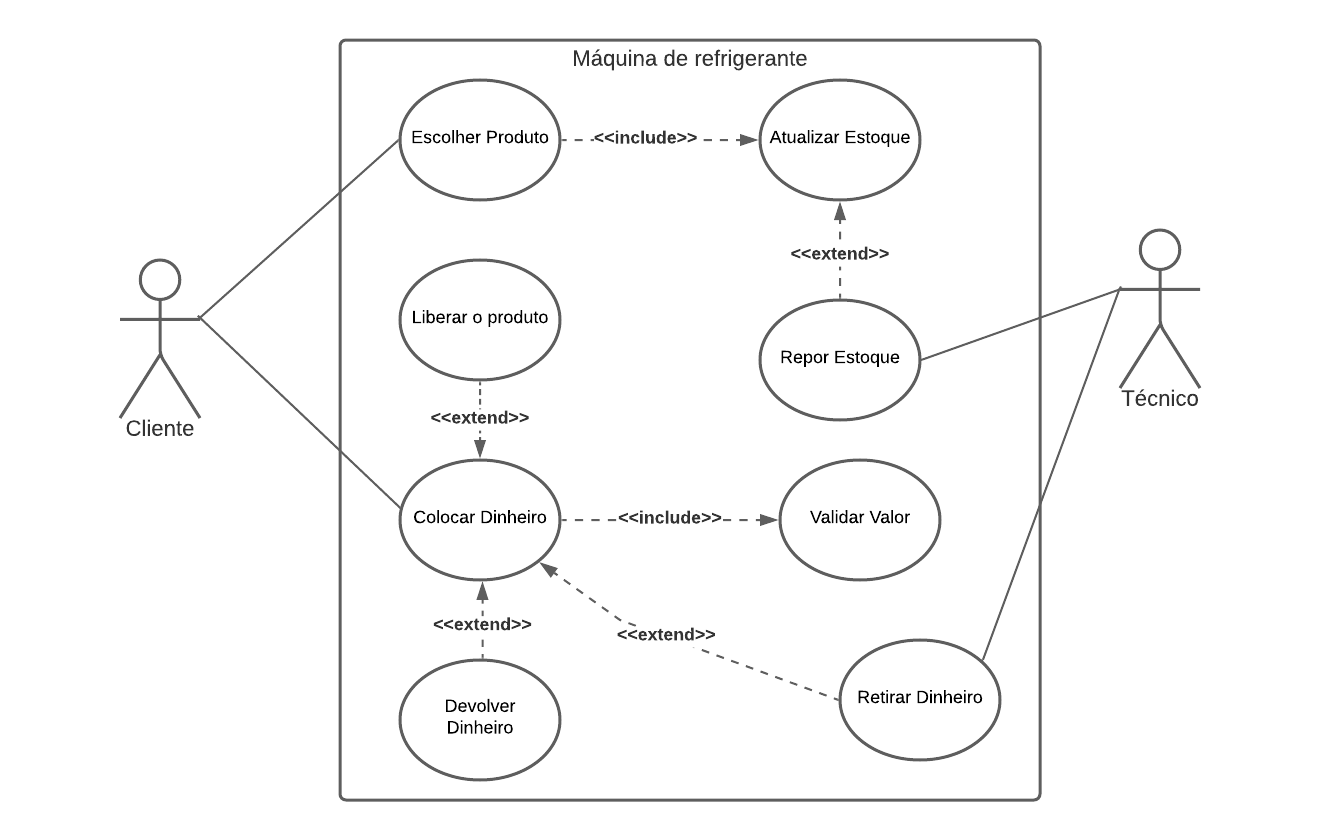 Máquina de refrigerante
Escolher Produto
<<include>>
Atualizar Estoque
<<extend>>
Liberar o produto
Repor Estoque
Técnico
<<extend>>
Cliente
Colocar Dinheiro
<<include>>
Validar Valor
<<extend>>
<<extend>>
Retirar Dinheiro
Devolver
Dinheiro